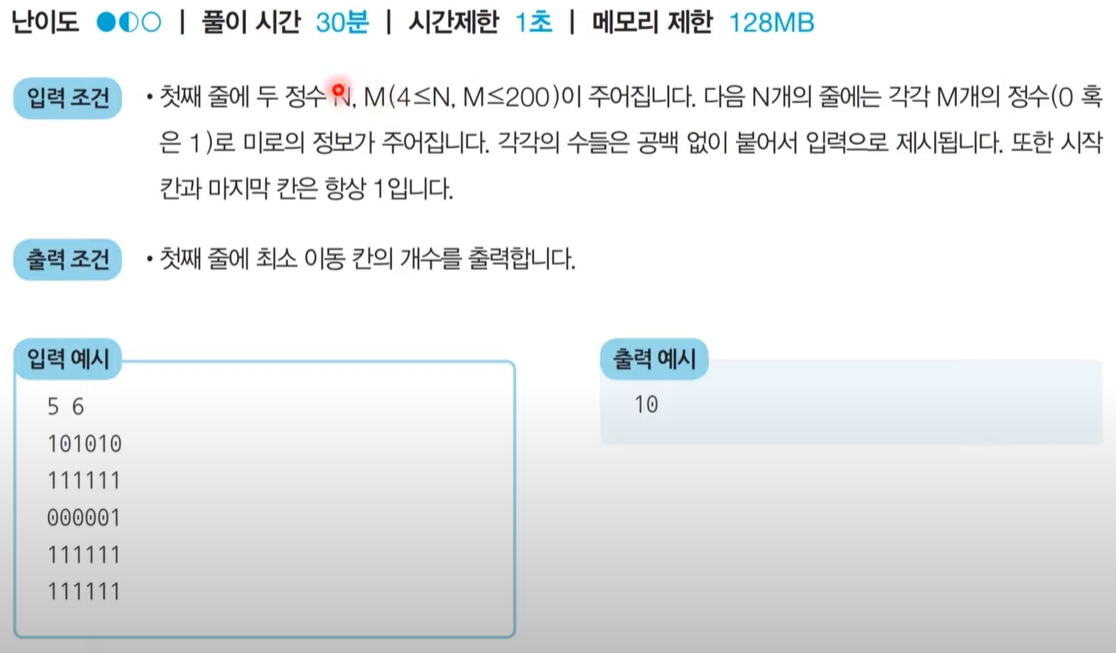 난이도 ●◐○ | 풀이 시간 30분 | 시간제한 1초 | 메모리 제한 128MB
입력 조건 • 첫째 줄에 두 정수 N, M(4≤N, M≤200)이 주어집니다. 다음 N개의 줄에는 각각 M개의 정수(0 혹
은 1)로 미로의 정보가 주어집니다. 각각의 수들은 공백 없이 붙어서 입력으로 제시됩니다. 또한 시작
칸과 마지막 칸은 항상 1입니다.
출력 조건 • 첫째 줄에 최소 이동 칸의 개수를 출력합니다.
입력 예시
5 6
101010
111111
000001
111111
111111
출력 예시
10